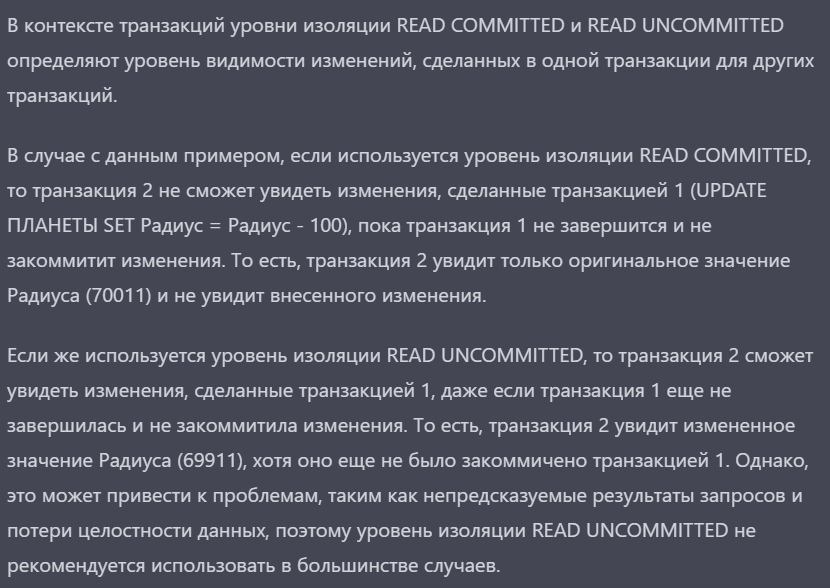 В контексте транзакций уровни изоляции READ COMMITTED и READ UNCOMMITTED
определяют уровень видимости изменений, сделанных в одной транзакции для других
транзакций.
В случае с данным примером, если используется уровень изоляции READ COMMITTED,
то транзакция 2 не сможет увидеть изменения, сделанные транзакцией 1 (UPDATE
ПЛАНЕТЫ SET Радиус = Радиус - 100), пока транзакция 1 не завершится и не
закоммитит изменения. То есть, транзакция 2 увидит только оригинальное значение
Радиуса (70011) и не увидит внесенного изменения.
Если же используется уровень изоляции READ UNCOMMITTED, то транзакция 2 сможет
увидеть изменения, сделанные транзакцией 1, даже если транзакция 1 еще не
завершилась и не закоммитила изменения. То есть, транзакция 2 увидит измененное
значение Радиуса (69911), хотя оно еще не было закоммичено транзакцией 1. Однако,
это может привести к проблемам, таким как непредсказуемые результаты запросов и
потери целостности данных, поэтому уровень изоляции READ UNCOMMITTED не
рекомендуется использовать в большинстве случаев.